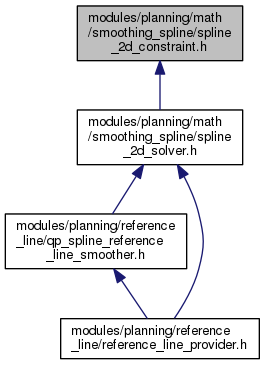 modules/planning/math
/smoothing_spline/spline
_2d_constraint.h
modules/planning/math
/smoothing_spline/spline
_2d_solver.h
modules/planning/reference
_line/qp_spline_reference
_line_smoother.h
modules/planning/reference
_line/reference_line_provider.h